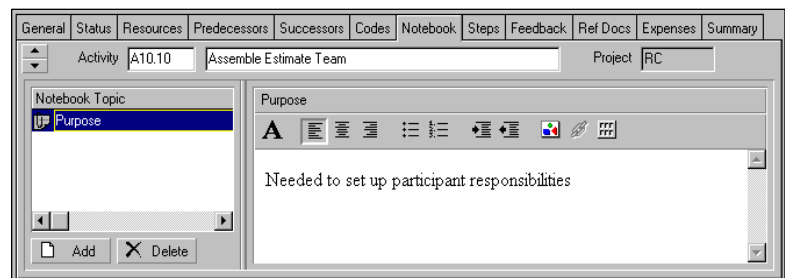 General Status Resources Predecessors Successors Codes Notebook Steps Feedback Ref Docs Expenses Summary
Activity A10.10 Assemble Estimate Team Project RC
Notebook Topic
Purpose
Purpose
A
Needed to set up participant responsibilities
Add Delete